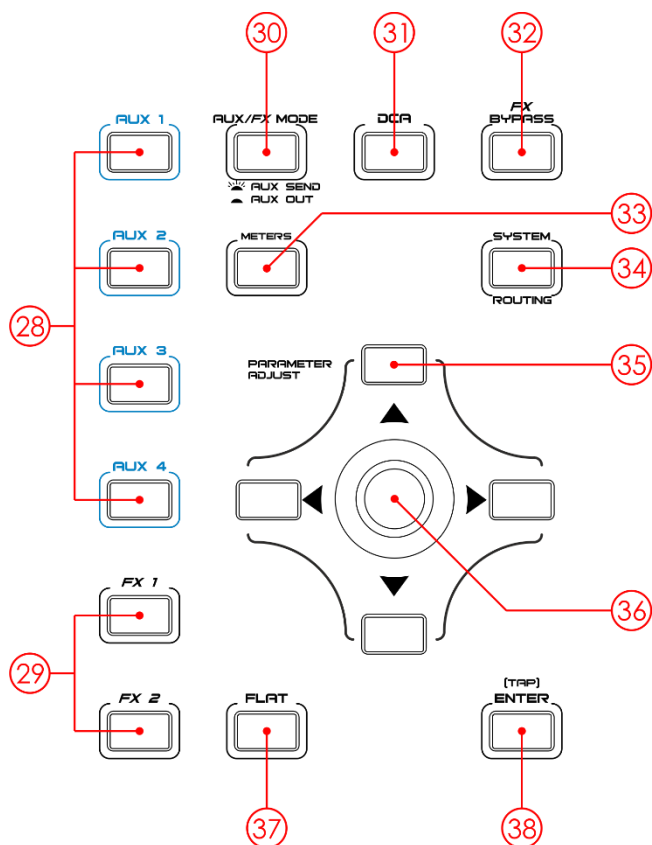 30
31
32
AUX 1
AUX/FX MODE
DCA
FX
BYPASS
AUX SEND
AUX OUT
33
AUX 2
METERS
SYSTEM
34
ROUTING
28
AUX 3
PARAMETER
ADJUST
35
AUX 4
FX 1
36
29
FX 2
FLAT
(TAP)
ENTER
37
38